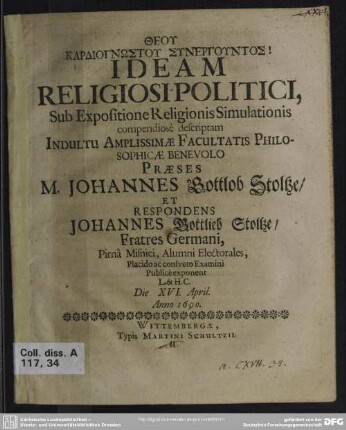 ΘΕΟΥ
ΚΑΡΔΙΟΓΝΩΣΤΟΥ ΣΥΝΕΡΓΟΥΝΤΟΣ!
IDEAM
RELIGIOSI-POLITICI,
Sub Expositione Religionis Simulationis
compendiosè descriptam
INDULTU AMPLISSIMÆ FACULTATIS PHILO-
SOPHICÆ BENEVOLO
PRÆSES
M. JOHANNES Gottlob Stoltze/
ET
RESPONDENS
JOHANNES Gottlieb Stoltze/
Fratres Germani,
Pirnâ Misnici, Alumni Electorales,
Placido ac consveto Examini
Publicè exponent
L. & H.C.
Die XVI. April.
Anno 1690.
WITTEMBERGÆ,
Typis MARTINI SCHULTZII.
Coll. diss. A
117, 34